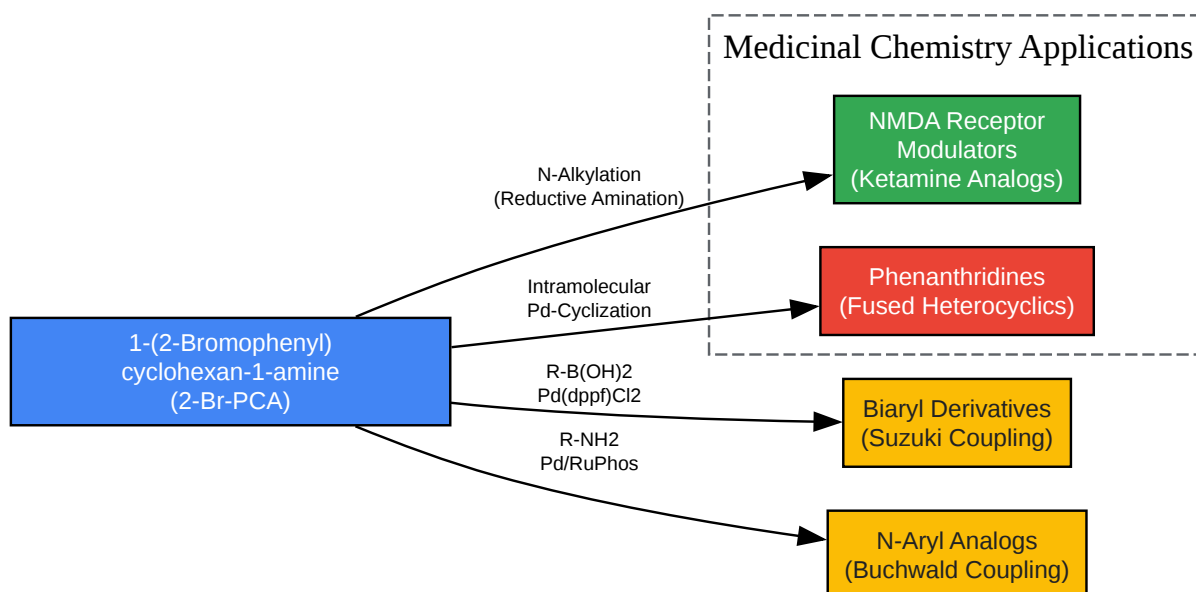 Medicinal Chemistry Applications
NMDA Receptor
Modulators
(Ketamine Analogs)
N-Alkylation
(Reductive Amination)
Phenanthridines
(Fused Heterocyclics)
Intramolecular
Pd-Cyclization
1-(2-Bromophenyl)
cyclohexan-1-amine
(2-Br-PCA)
R-B(OH)2
Pd(dppf)Cl2
Biaryl Derivatives
(Suzuki Coupling)
R-NH2
Pd/RuPhos
N-Aryl Analogs
(Buchwald Coupling)